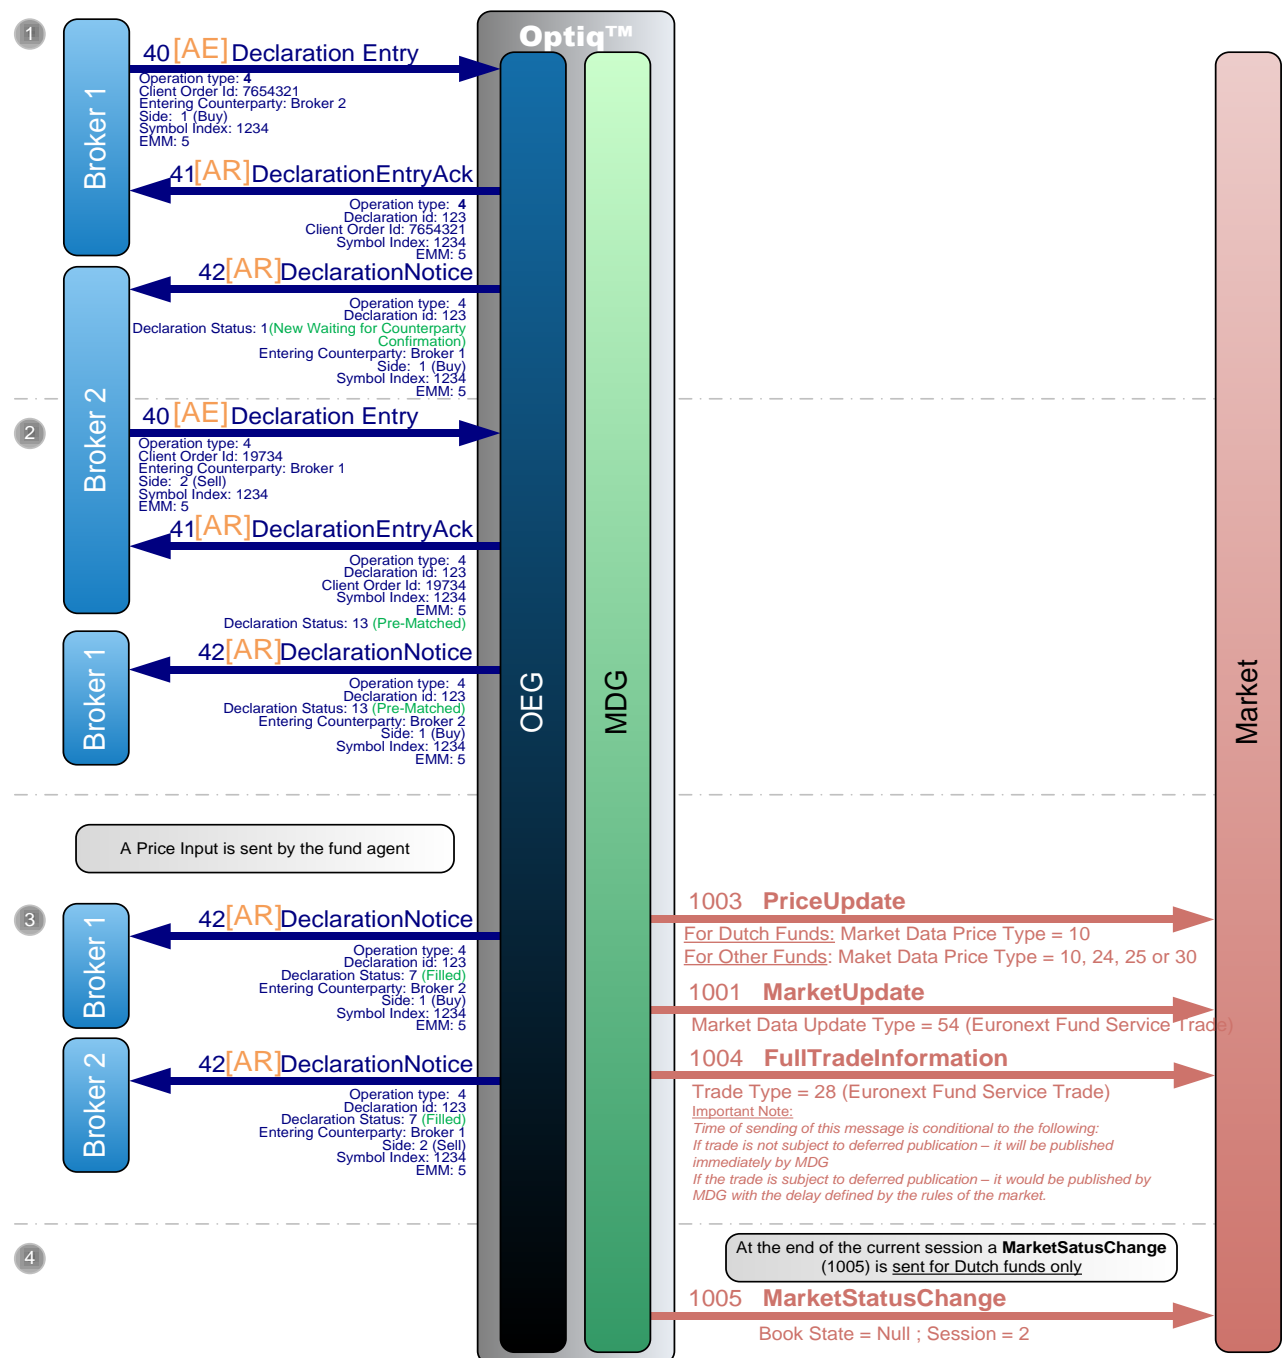 Optiq™
1
Broker 1
40 [AE] Declaration Entry
Operation type: 4
Client Order Id: 7654321
Entering Counterparty: Broker 2
Side: 1 (Buy)
Symbol Index: 1234
EMM: 5
41[AR]DeclarationEntryAck
Operation type: 4
Declaration id: 123
Client Order Id: 7654321
Symbol Index: 1234
EMM: 5
Broker 2
42[AR]DeclarationNotice
Operation type: 4
Declaration id: 123
Declaration Status: 1(New Waiting for Counterparty
Confirmation)
Entering Counterparty: Broker 1
Side: 1 (Buy)
Symbol Index: 1234
EMM: 5
2
40 [AE] Declaration Entry
Operation type: 4
Client Order Id: 19734
Entering Counterparty: Broker 1
Side: 2 (Sell)
Symbol Index: 1234
EMM: 5
41[AR]DeclarationEntryAck
Operation type: 4
Declaration id: 123
Client Order Id: 19734
Symbol Index: 1234
EMM: 5
Declaration Status: 13 (Pre-Matched)
Broker 1
42[AR]DeclarationNotice
Operation type: 4
Declaration id: 123
Declaration Status: 13 (Pre-Matched)
Entering Counterparty: Broker 2
Side: 1 (Buy)
Symbol Index: 1234
EMM: 5
OEG
MDG
Market
A Price Input is sent by the fund agent
3
Broker 1
42[AR]DeclarationNotice
Operation type: 4
Declaration id: 123
Declaration Status: 7 (Filled)
Entering Counterparty: Broker 2
Side: 1 (Buy)
Symbol Index: 1234
EMM: 5
Broker 2
42[AR]DeclarationNotice
Operation type: 4
Declaration id: 123
Declaration Status: 7 (Filled)
Entering Counterparty: Broker 1
Side: 2 (Sell)
Symbol Index: 1234
EMM: 5
1003 PriceUpdate
For Dutch Funds: Market Data Price Type = 10
For Other Funds: Maket Data Price Type = 10, 24, 25 or 30
1001 MarketUpdate
Market Data Update Type = 54 (Euronext Fund Service Trade)
1004 FullTradeInformation
Trade Type = 28 (Euronext Fund Service Trade)
Important Note:
Time of sending of this message is conditional to the following:
If trade is not subject to deferred publication – it will be published
immediately by MDG
If the trade is subject to deferred publication – it would be published by
MDG with the delay defined by the rules of the market.
4
At the end of the current session a MarketSatusChange
(1005) is sent for Dutch funds only
1005 MarketStatusChange
Book State = Null ; Session = 2